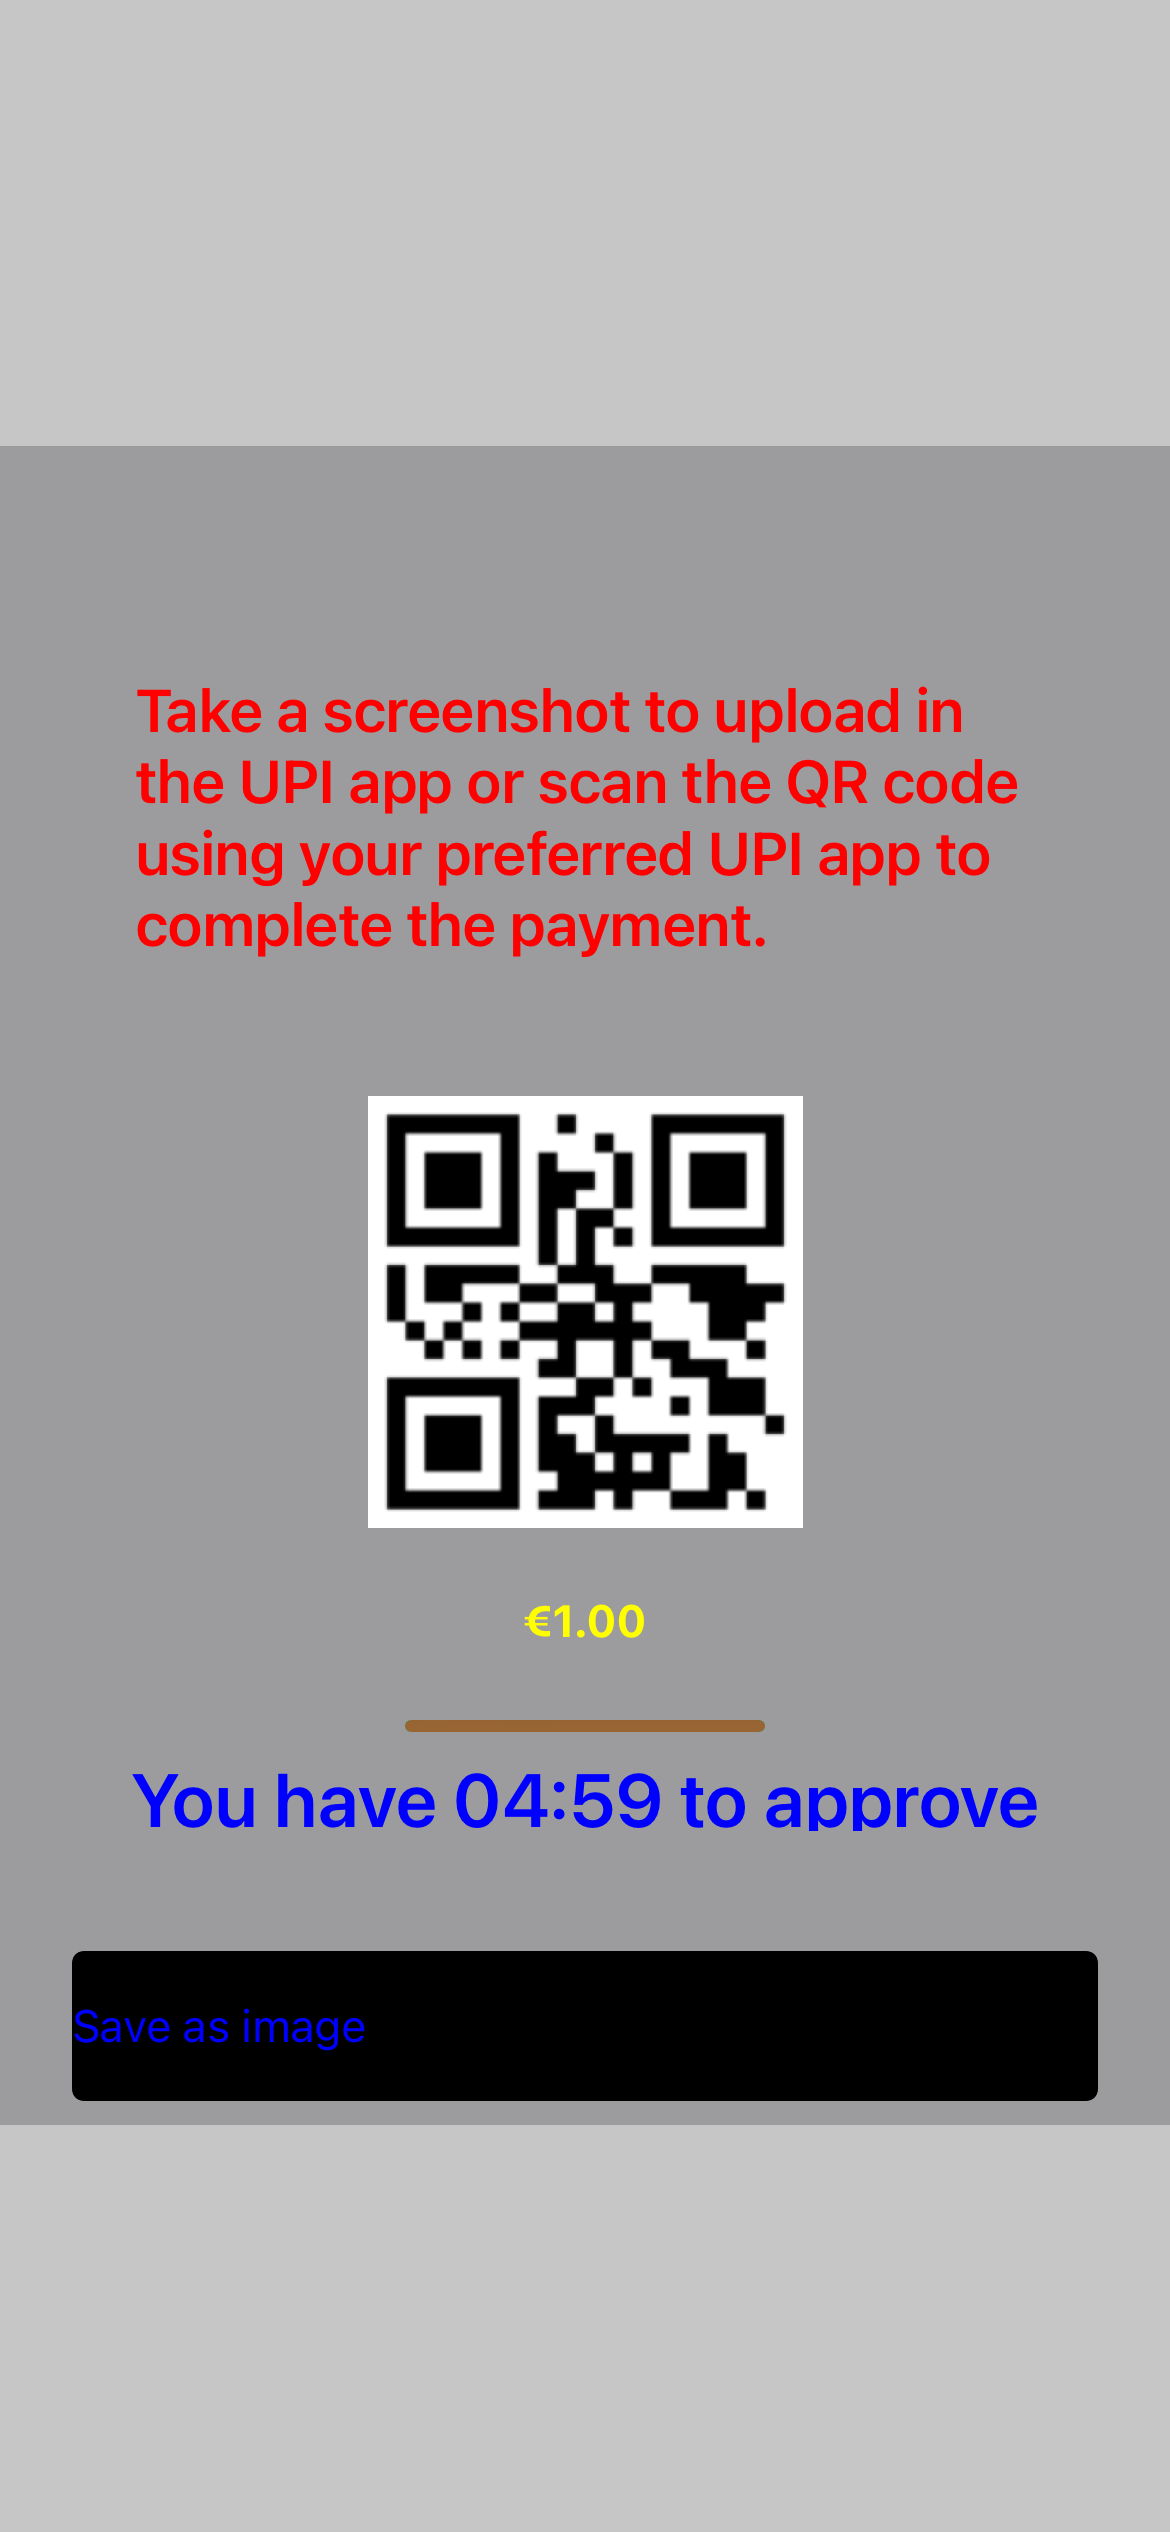 Take a screenshot to upload in
the UPI app or scan the QR code
using your preferred UPI app to
complete the payment.
€1.00
You have 04:59 to approve
Save as image